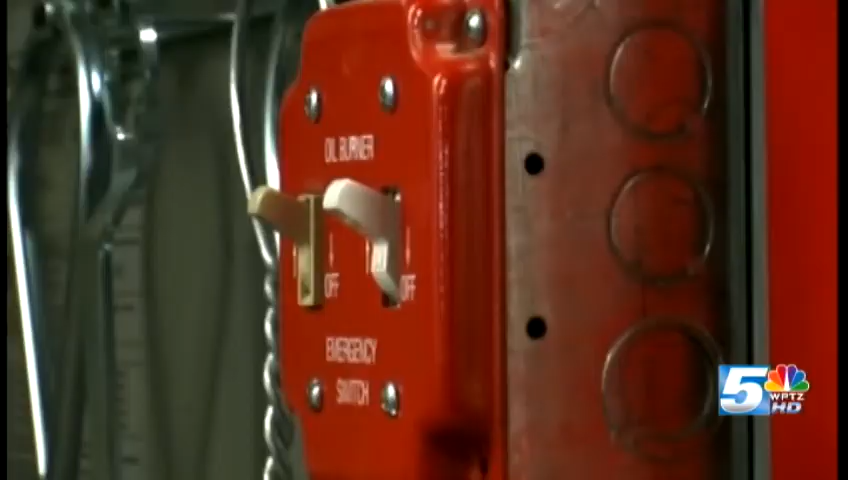 OIL BURNER
OFF
OFF
EMERGENCY
SWITCH
5
WPTZ
HD